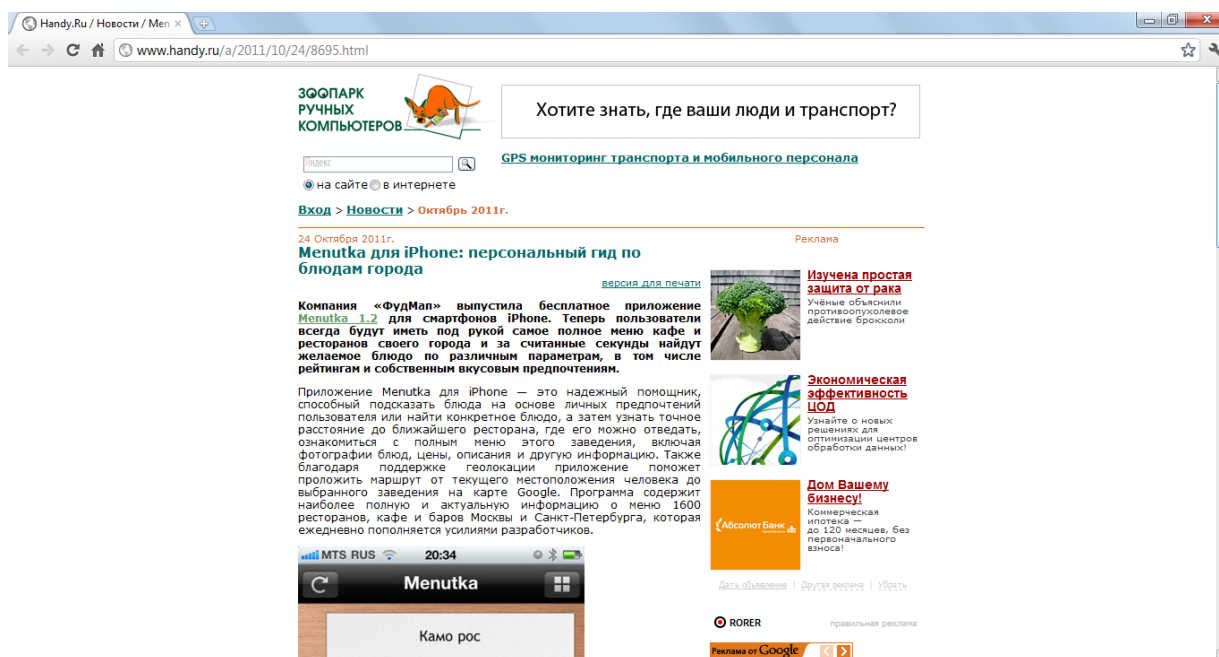 Handy.Ru / Новости / Men
www.handy.ru/a/2011/10/24/8695.html
ЗООПАРК
РУЧНЫХ
КОМПЬЮТЕРОВ
Хотите знать, где ваши люди и транспорт?
Яндекс
GPS мониторинг транспорта и мобильного персонала
на сайте в интернете
Вход > Новости > Октябрь 2011г.
24 Октября 2011г.
Menutka для iPhone: персональный гид по
блюдам города
версия для печати
Компания «ФудМап» выпустила бесплатное приложение
Menutka 1.2 для смартфонов iPhone. Теперь пользователи
всегда будут иметь под рукой самое полное меню кафе и
ресторанов своего города и за считанные секунды найдут
желаемое блюдо по различным параметрам, в том числе
рейтингам и собственным вкусовым предпочтениям.
Приложение Menutka для iPhone — это надежный помощник,
способный подсказать блюда на основе личных предпочтений
пользователя или найти конкретное блюдо, а затем узнать точное
расстояние до ближайшего ресторана, где его можно отведать,
ознакомиться с полным меню этого заведения, включая
фотографии блюд, цены, описания и другую информацию. Также
благодаря поддержке геолокации приложение поможет
проложить маршрут от текущего местоположения человека до
выбранного заведения на карте Google. Программа содержит
наиболее полную и актуальную информацию о меню 1600
ресторанов, кафе и баров Москвы и Санкт-Петербурга, которая
ежедневно пополняется усилиями разработчиков.
MTS RUS 20:34
Menutka
Камо рос
Реклама
Изучена простая
защита от рака
Учёные объяснили
противоопухолевое
действие брокколи
Экономическая
эффективность
ЦОД
Узнайте о новых
решениях для
оптимизации центров
обработки данных!
Абсолют Банк
Дом Вашему
бизнесу!
Коммерческая
ипотека —
до 120 месяцев, без
первоначального
взноса!
Дать объявление | Другая реклама | Убрать
RORER правильная реклама
Реклама от Google